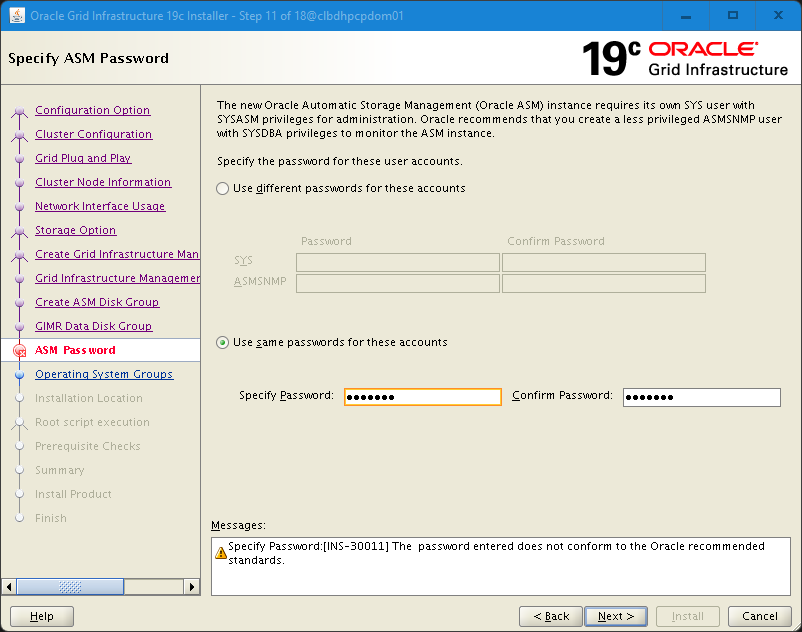 Oracle Grid Infrastructure 19c Installer - Step 11 of 18@clbdhpcpdom01
Specify ASM Password
19c ORACLE
Grid Infrastructure
Configuration Option
Cluster Configuration
Grid Plug and Play
Cluster Node Information
Network Interface Usage
Storage Option
Create Grid Infrastructure Man
Grid Infrastructure Managemer
Create ASM Disk Group
GIMR Data Disk Group
ASM Password
Operating System Groups
Installation Location
Root script execution
Prerequisite Checks
Summary
Install Product
Finish
The new Oracle Automatic Storage Management (Oracle ASM) instance requires its own SYS user with
SYSASM privileges for administration. Oracle recommends that you create a less privileged ASMSNMP user
with SYSDBA privileges to monitor the ASM instance.
Specify the password for these user accounts.
Use different passwords for these accounts
Password Confirm Password
SYS
ASMSNMP
Use same passwords for these accounts
Specify Password: Confirm Password:
Messages:
Specify Password:[INS-30011] The password entered does not conform to the Oracle recommended
standards.
Help < Back Next > Install Cancel